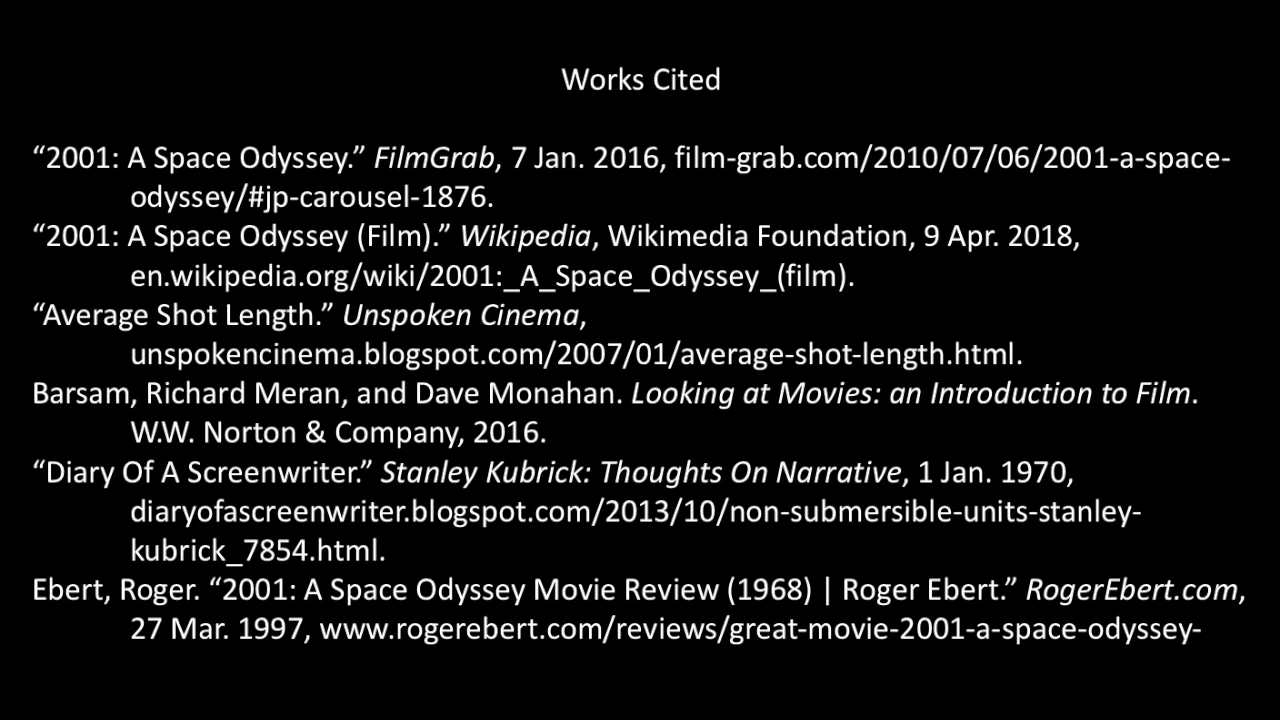 Works Cited
“2001: A Space Odyssey.” FilmGrab, 7 Jan. 2016, film-grab.com/2010/07/06/2001-a-space-
odyssey/#jp-carousel-1876.
“2001: A Space Odyssey (Film).” Wikipedia, Wikimedia Foundation, 9 Apr. 2018,
en.wikipedia.org/wiki/2001:_A_Space_Odyssey_(film).
“Average Shot Length.” Unspoken Cinema,
unspokencinema.blogspot.com/2007/01/average-shot-length.html.
Barsam, Richard Meran, and Dave Monahan. Looking at Movies: an Introduction to Film.
W.W. Norton & Company, 2016.
“Diary Of A Screenwriter.” Stanley Kubrick: Thoughts On Narrative, 1 Jan. 1970,
diaryofascreenwriter.blogspot.com/2013/10/non-submersible-units-stanley-
kubrick_7854.html.
Ebert, Roger. “2001: A Space Odyssey Movie Review (1968) | Roger Ebert.” RogerEbert.com,
27 Mar. 1997, www.rogerebert.com/reviews/great-movie-2001-a-space-odyssey-